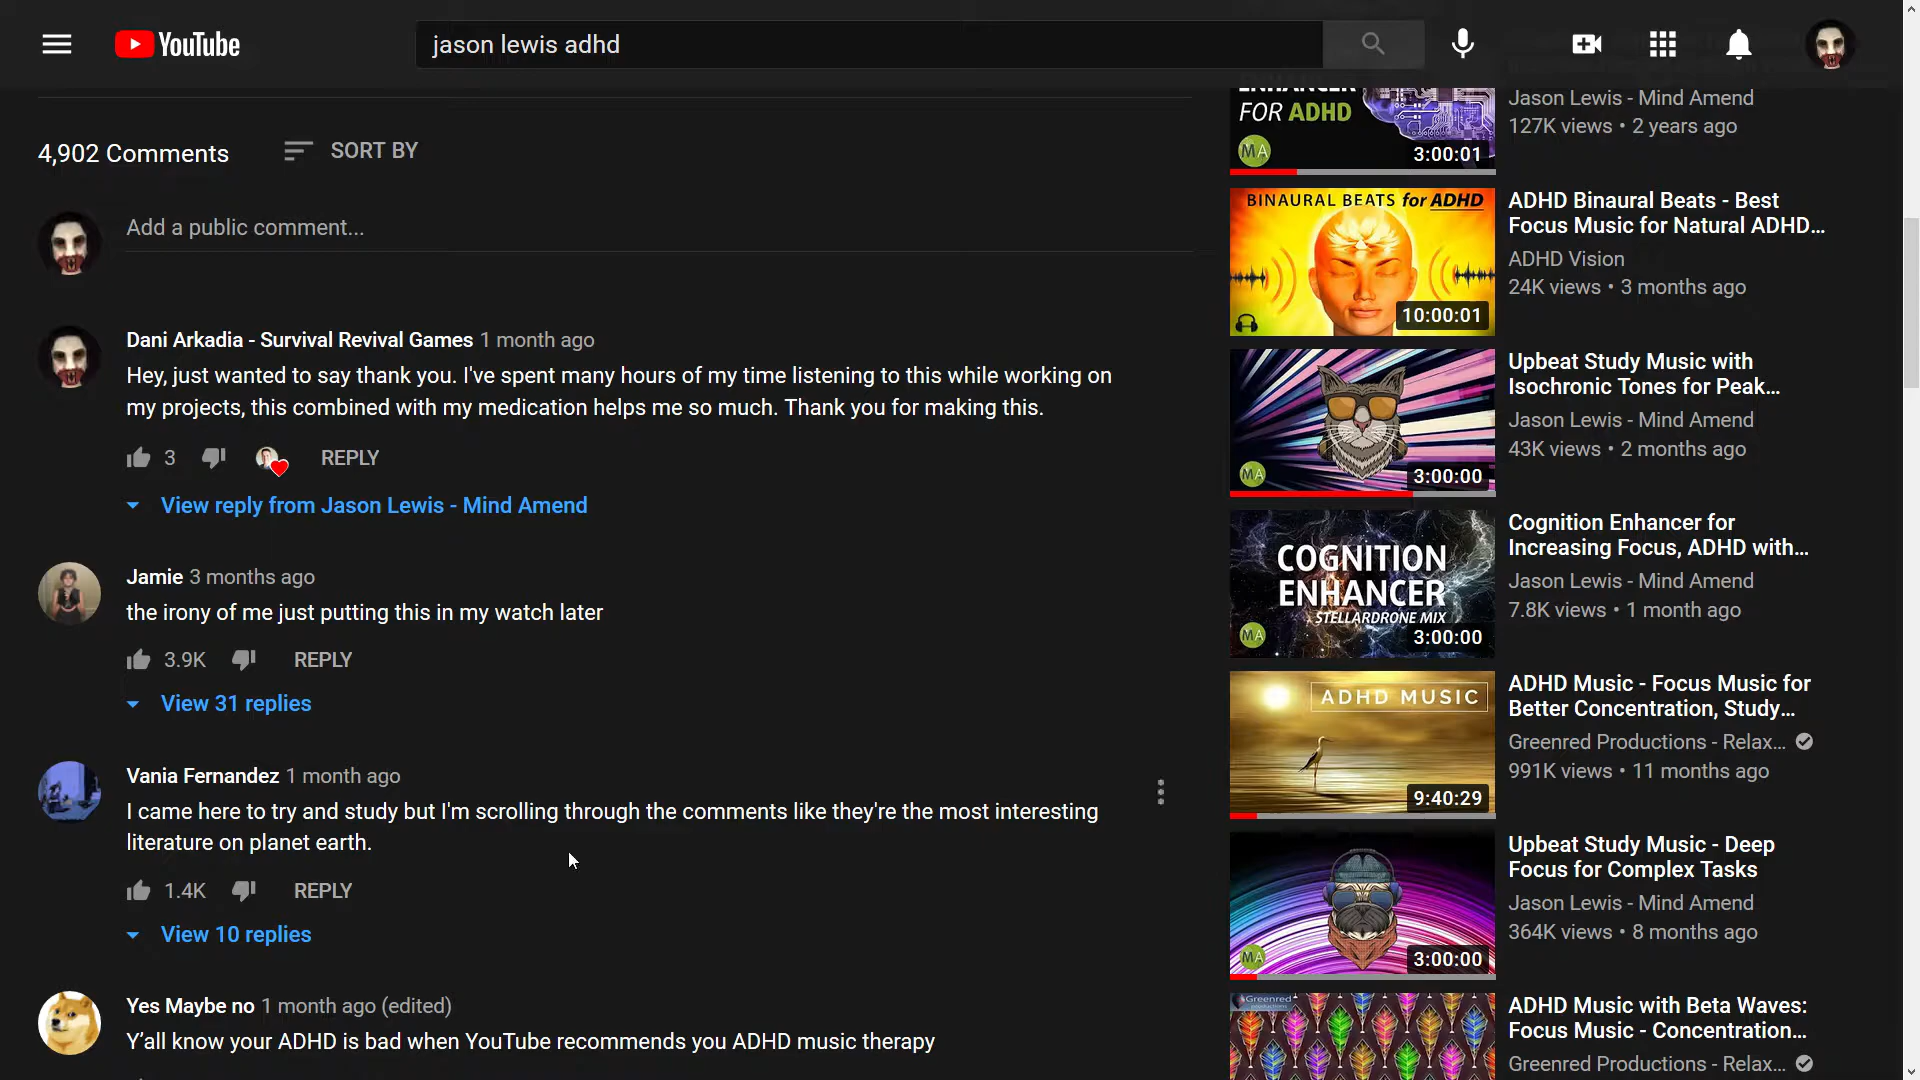 YouTube
jason lewis adhd
4,902 Comments
SORT BY
Add a public comment...
Dani Arkadia - Survival Revival Games 1 month ago
Hey, just wanted to say thank you. I've spent many hours of my time listening to this while working on
my projects, this combined with my medication helps me so much. Thank you for making this.
3
REPLY
View reply from Jason Lewis - Mind Amend
Jamie 3 months ago
the irony of me just putting this in my watch later
3.9K
REPLY
View 31 replies
Vania Fernandez 1 month ago
I came here to try and study but I'm scrolling through the comments like they're the most interesting
literature on planet earth.
1.4K
REPLY
View 10 replies
Yes Maybe no 1 month ago (edited)
Y'all know your ADHD is bad when YouTube recommends you ADHD music therapy
ENHANCER
FOR ADHD
MA
3:00:01
Jason Lewis - Mind Amend
127K views • 2 years ago
BINAURAL BEATS for ADHD
10:00:01
ADHD Binaural Beats - Best
Focus Music for Natural ADHD...
ADHD Vision
24K views • 3 months ago
MA
3:00:00
Upbeat Study Music with
Isochronic Tones for Peak...
Jason Lewis - Mind Amend
43K views • 2 months ago
COGNITION
ENHANCER
STELLARDRONE MIX
MA
3:00:00
Cognition Enhancer for
Increasing Focus, ADHD with...
Jason Lewis - Mind Amend
7.8K views • 1 month ago
ADHD MUSIC
9:40:29
ADHD Music - Focus Music for
Better Concentration, Study...
Greenred Productions - Relax...
991K views • 11 months ago
MA
3:00:00
Upbeat Study Music - Deep
Focus for Complex Tasks
Jason Lewis - Mind Amend
364K views • 8 months ago
Greenred
productions
ADHD Music with Beta Waves:
Focus Music - Concentration...
Greenred Productions - Relax...